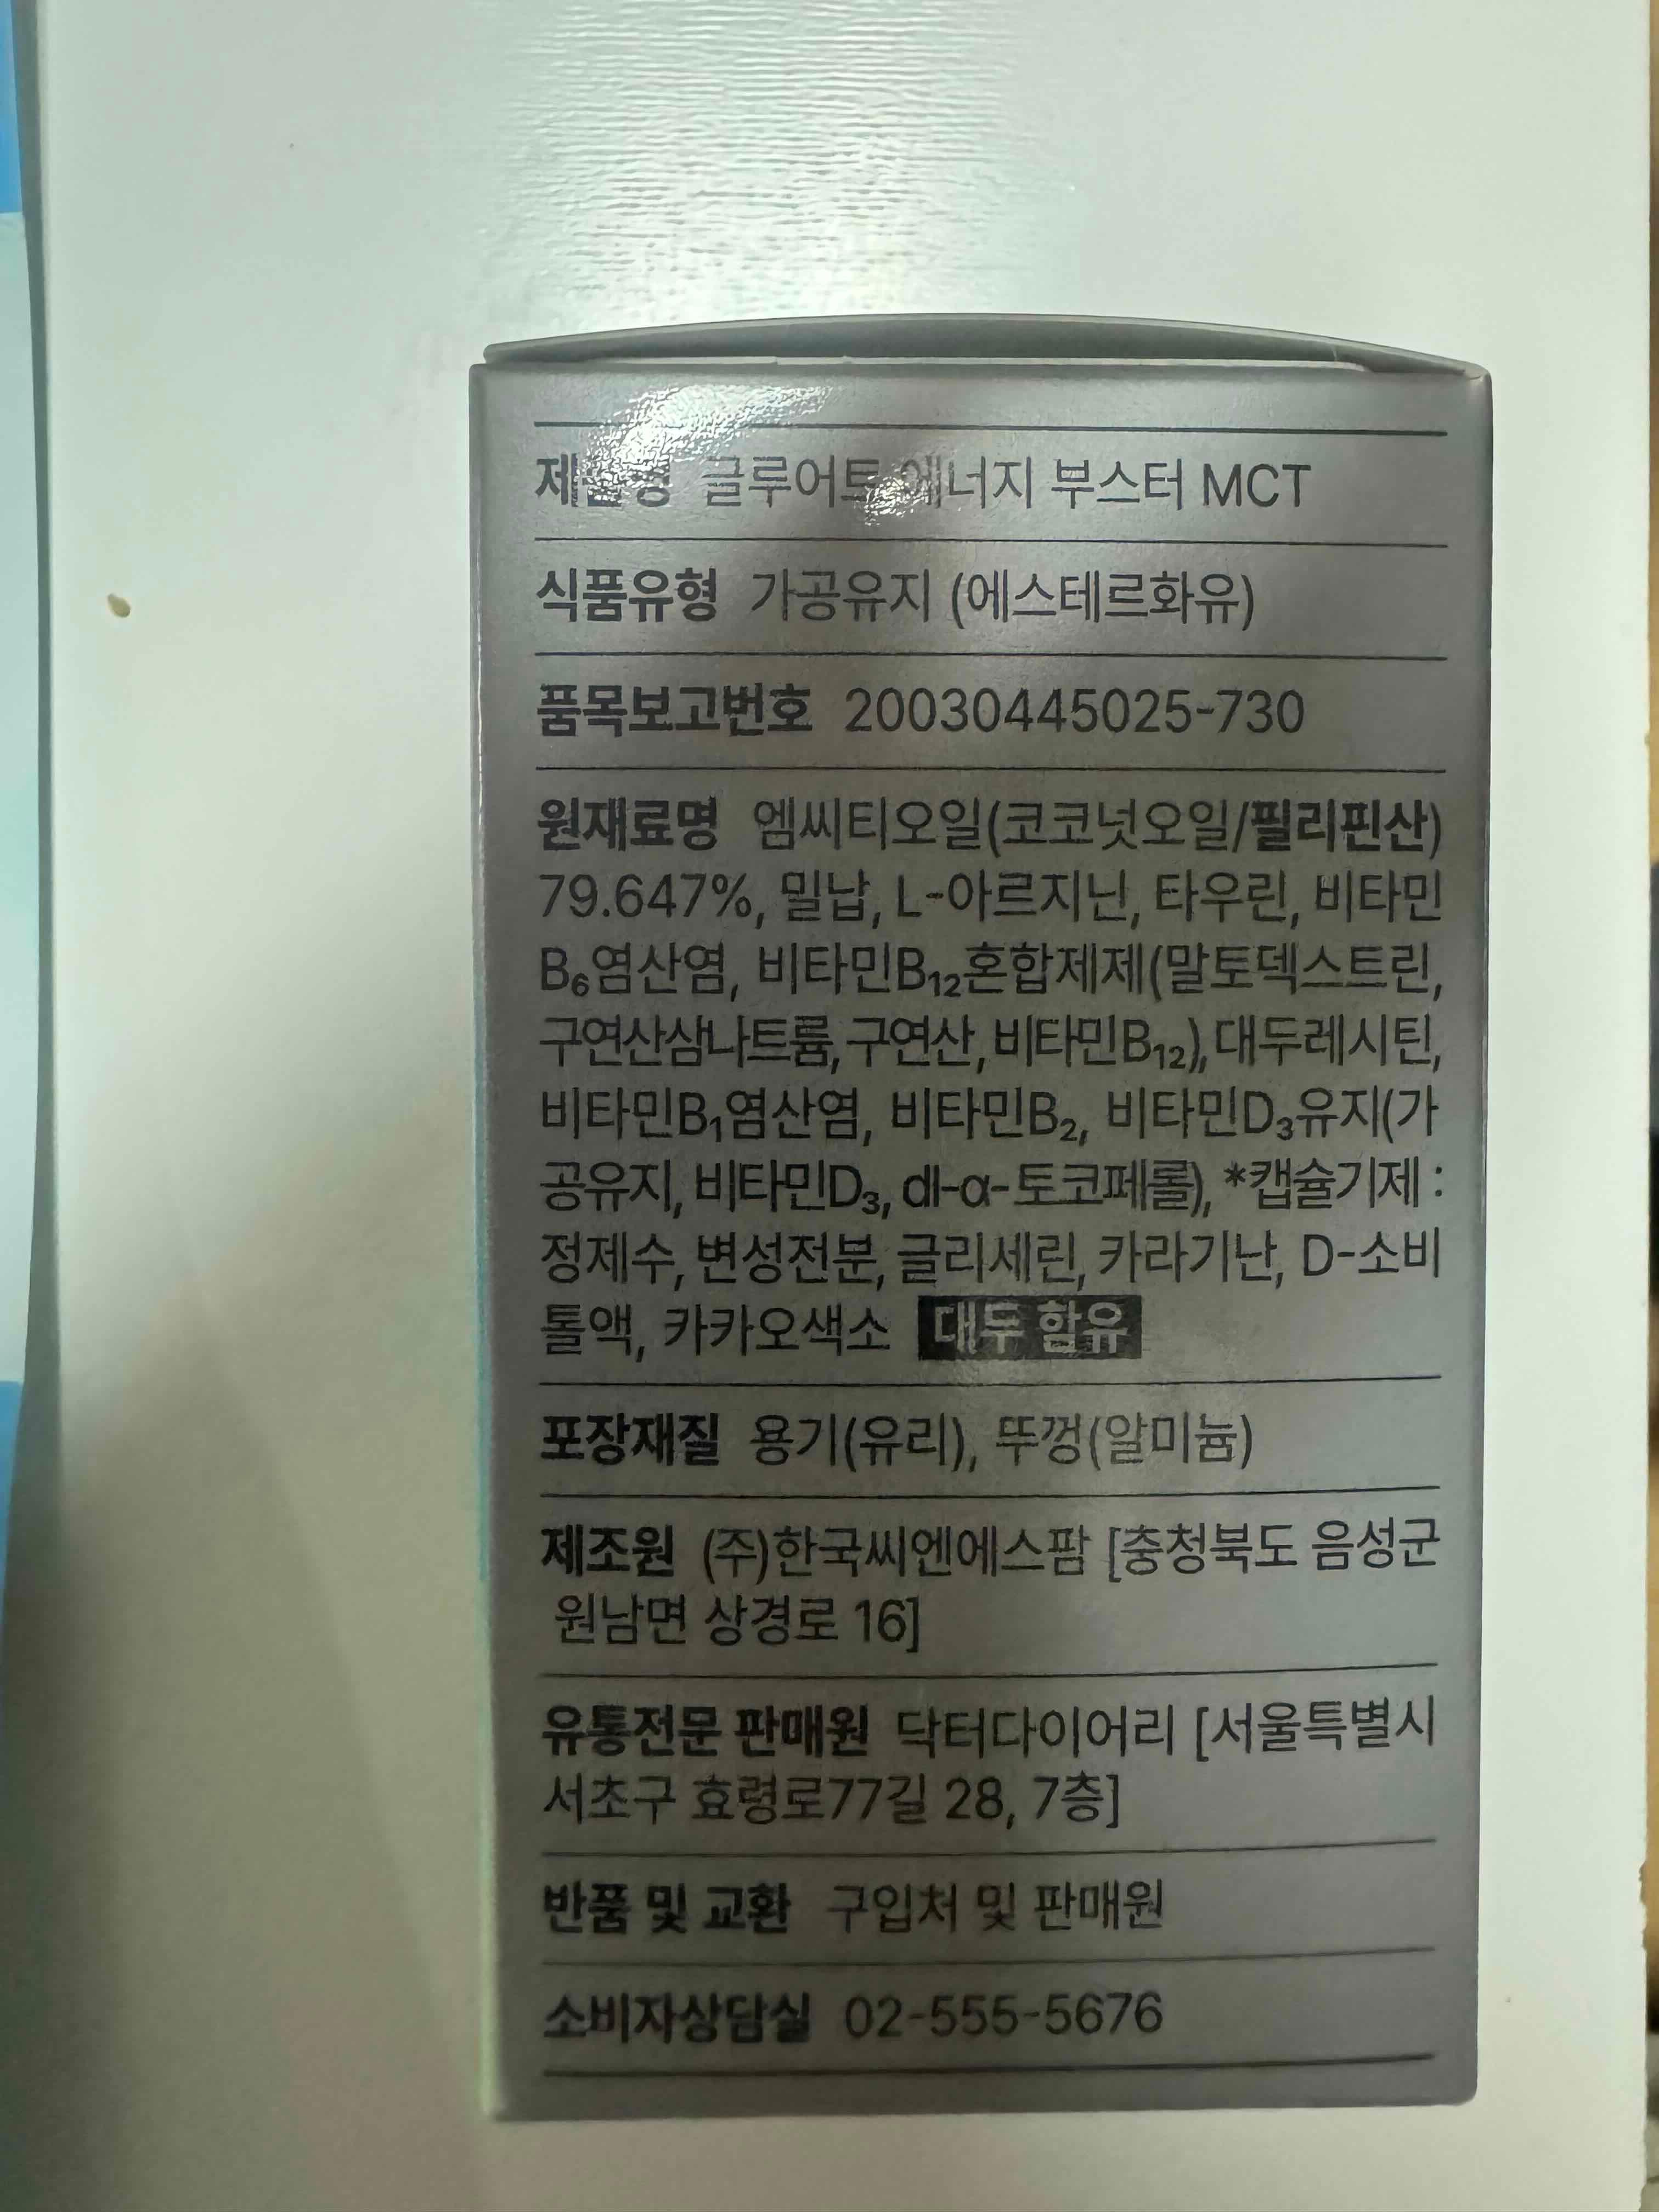 제품명 글루어트 에너지 부스터 MCT
식품유형 가공유지 (에스테르화유)
품목보고번호 20030445025-730
원재료명 엠씨티오일(코코넛오일/필리핀산)
79.647%, 밀납, L-아르지닌, 타우린, 비타민
B₆염산염, 비타민B₁₂혼합제제(말토덱스트린,
구연산삼나트륨, 구연산, 비타민B₁₂), 대두레시틴,
비타민B₁염산염, 비타민B₂, 비타민D₃유지(가
공유지, 비타민D₃, dl-α-토코페롤), *캡슐기제 :
정제수, 변성전분, 글리세린, 카라기난, D-소비
톨액, 카카오색소 대두 함유
포장재질 용기(유리), 뚜껑(알미늄)
제조원 (주)한국씨엔에스팜 [충청북도 음성군
원남면 상경로 16]
유통전문 판매원 닥터다이어리 [서울특별시
서초구 효령로77길 28, 7층]
반품 및 교환 구입처 및 판매원
소비자상담실 02-555-5676